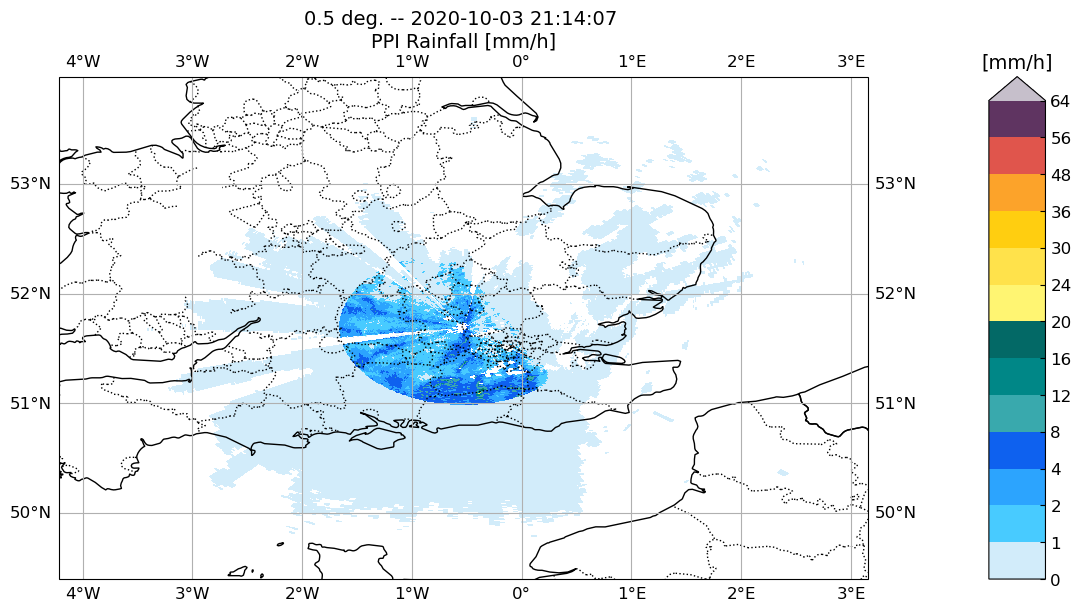 0.5 deg. -- 2020-10-03 21:14:07
PPI Rainfall [mm/h]
4°W 3°W 2°W 1°W 0° 1°E 2°E 3°E
[mm/h]
64
56
53°N 53°N
48
36
30
52°N 52°N
24
20
16
51°N 51°N
12
8
4
50°N 50°N
2
1
0
4°W 3°W 2°W 1°W 0° 1°E 2°E 3°E